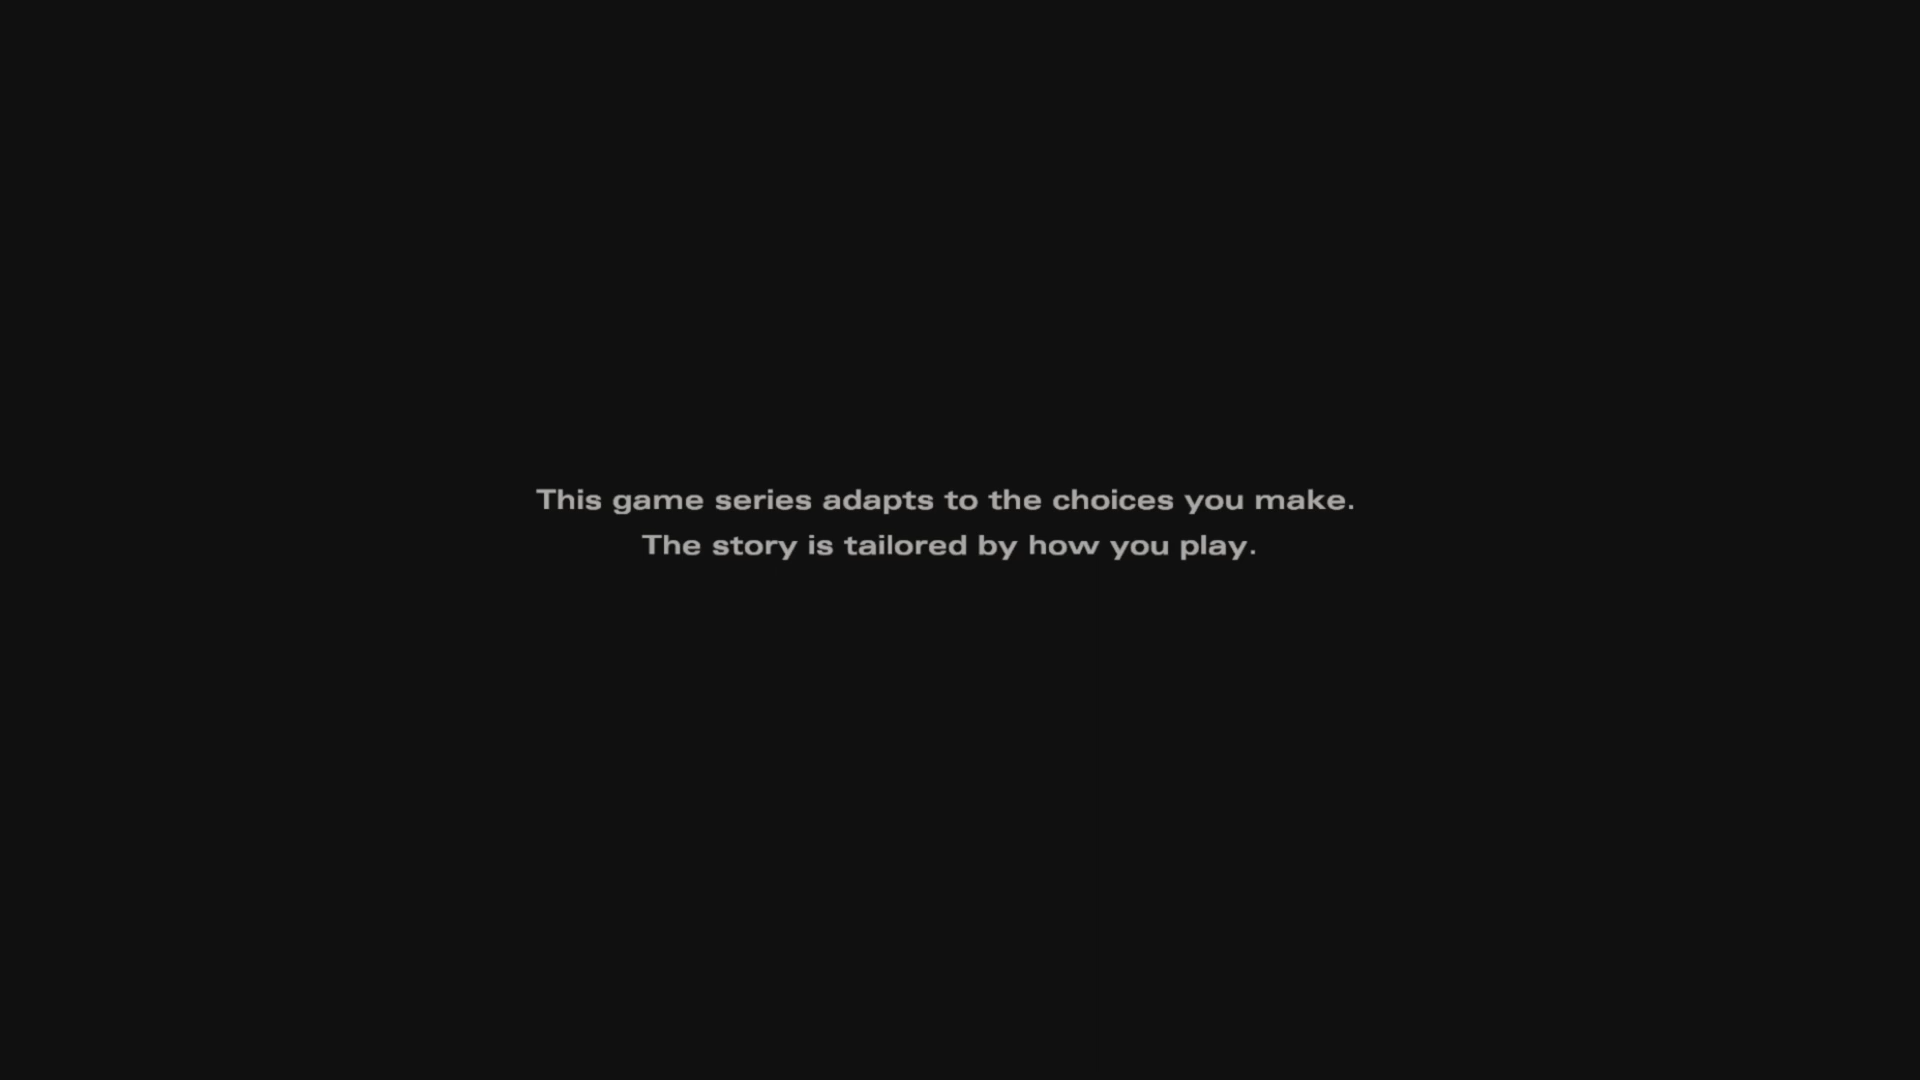 This game series adapts to the choices you make.
The story is tailored by how you play.